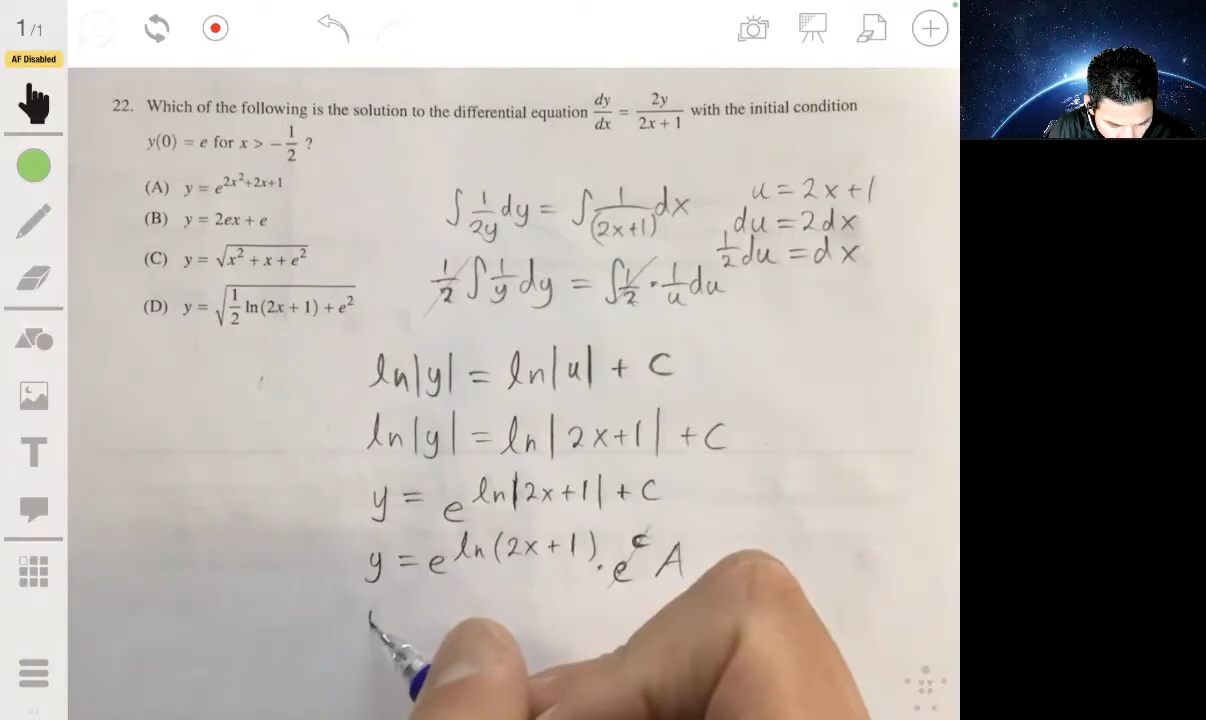 1/1
AF Disabled
22. Which of the following is the solution to the differential equation dy/dx = 2y/(2x + 1) with the initial condition
y(0) = e for x > -1/2 ?
(A) y = e^(2x²+2x+1)
(B) y = 2ex + e
(C) y = √(x² + x + e²)
(D) y = √(1/2 ln(2x + 1) + e²)
∫ 1/2y dy = ∫ 1/(2x+1) dx
u = 2x+1
du = 2dx
1/2 du = dx
1/2 ∫ 1/y dy = ∫ 1/2 · 1/u du
ln|y| = ln|u| + C
ln|y| = ln|2x+1| + C
y = e^(ln|2x+1| + C)
y = e^(ln(2x+1)) · e^C A
T